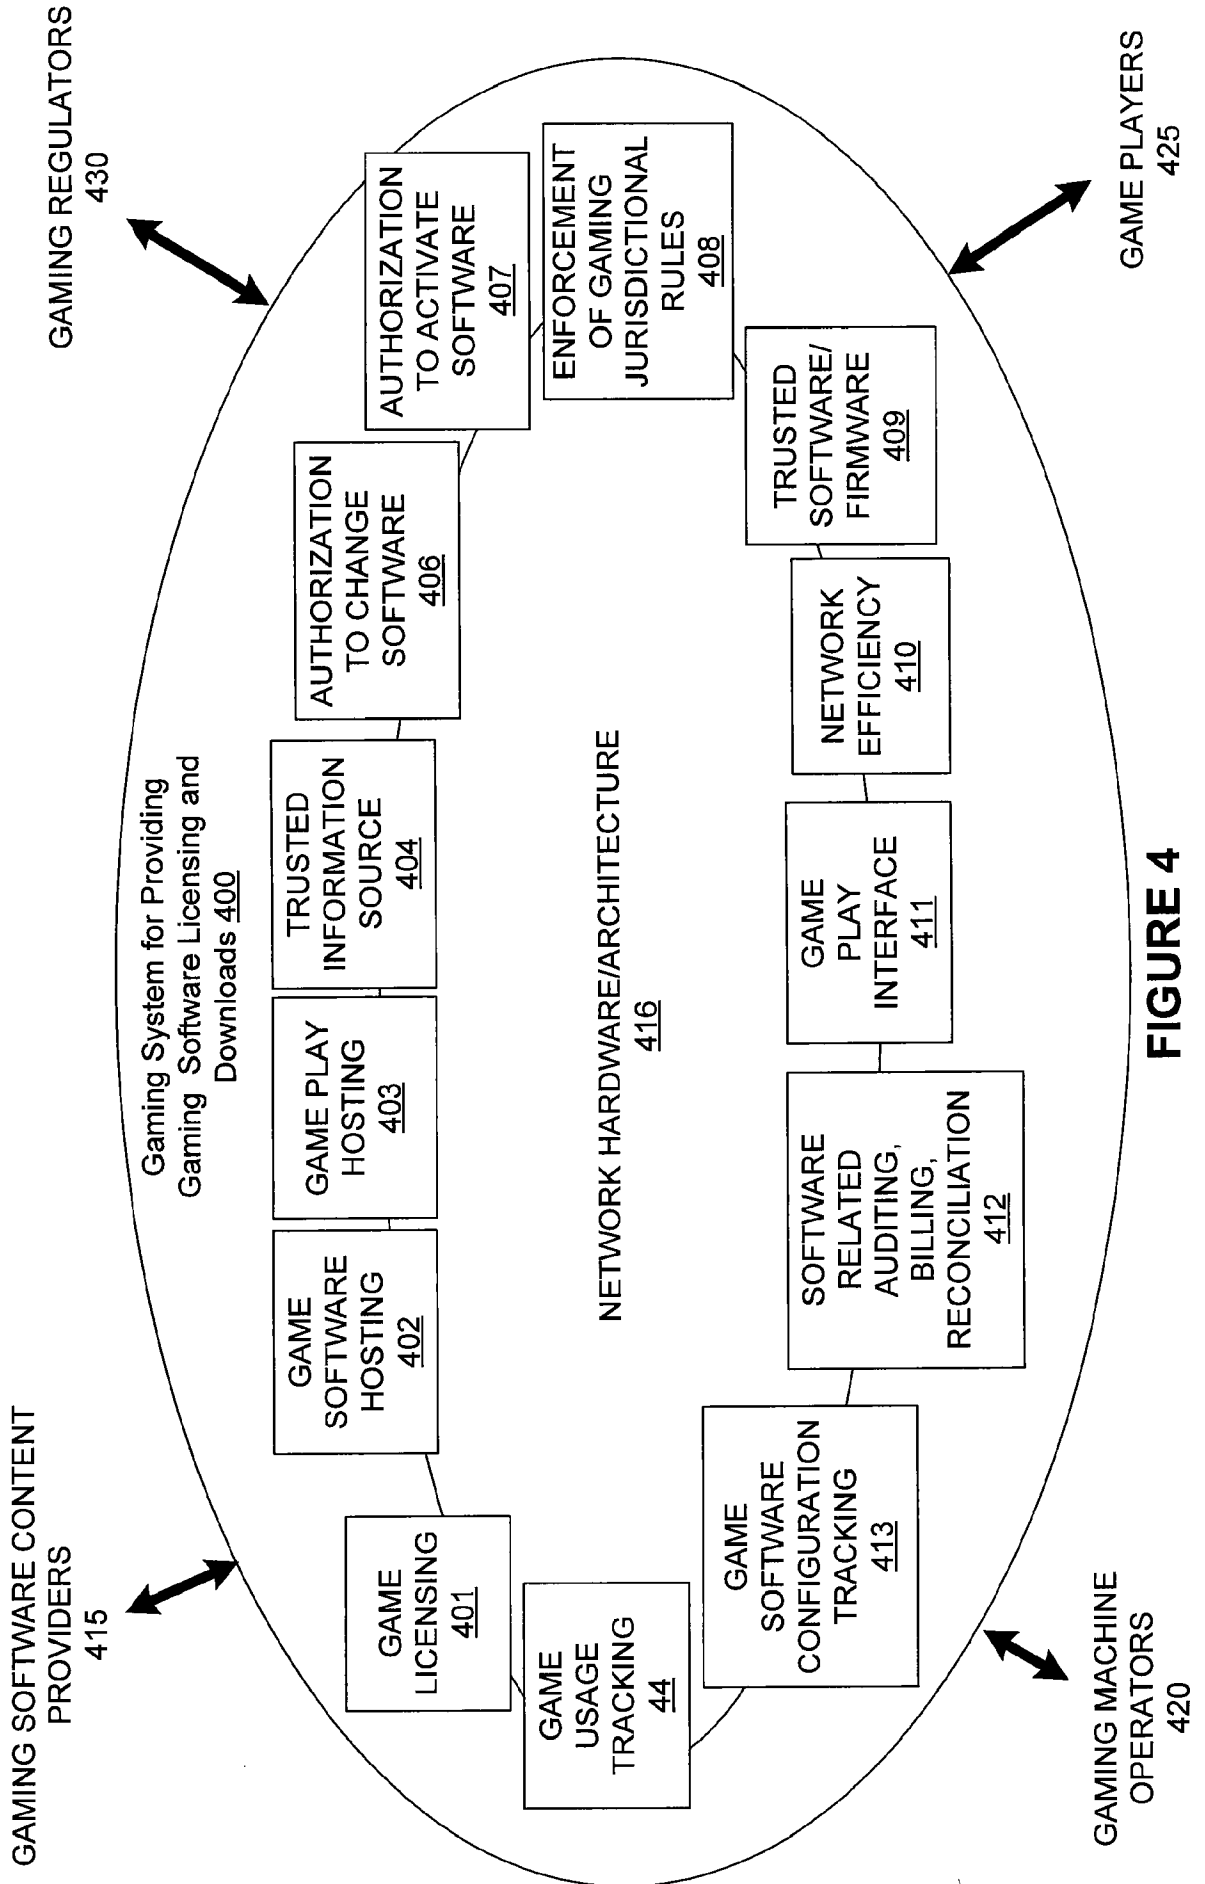 GAMING SOFTWARE CONTENT
PROVIDERS
415
GAMING REGULATORS
430
Gaming System for Providing
Gaming Software Licensing and
Downloads 400
GAME
LICENSING
401
GAME
SOFTWARE
HOSTING
402
GAME PLAY
HOSTING
403
TRUSTED
INFORMATION
SOURCE
404
AUTHORIZATION
TO CHANGE
SOFTWARE
406
AUTHORIZATION
TO ACTIVATE
SOFTWARE
407
ENFORCEMENT
OF GAMING
JURISDICTIONAL
RULES
408
NETWORK HARDWARE/ARCHITECTURE
416
GAME
USAGE
TRACKING
44
GAME
SOFTWARE
CONFIGURATION
TRACKING
413
SOFTWARE
RELATED
AUDITING,
BILLING,
RECONCILIATION
412
GAME
PLAY
INTERFACE
411
NETWORK
EFFICIENCY
410
TRUSTED
SOFTWARE/
FIRMWARE
409
GAMING MACHINE
OPERATORS
420
GAME PLAYERS
425
FIGURE 4